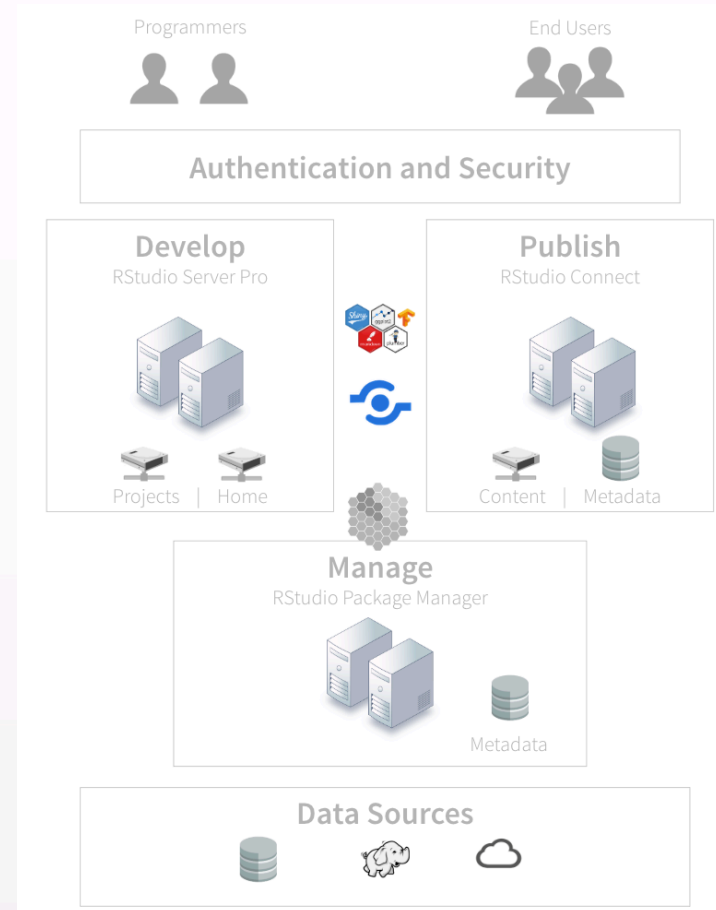 Programmers
End Users
Authentication and Security
Develop
RStudio Server Pro
Publish
RStudio Connect
Shiny
Projects | Home
Content | Metadata
Manage
RStudio Package Manager
Metadata
Data Sources